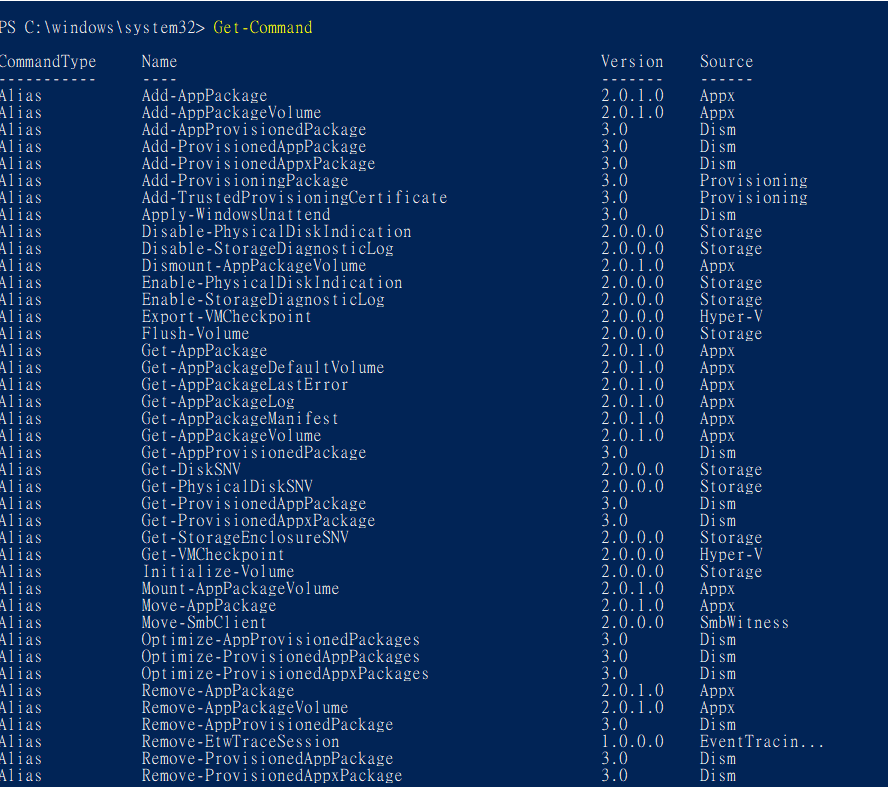 PS C:\windows\system32> Get-Command
CommandType Name Version Source
----------- ---- ------- ------
Alias Add-AppPackage 2.0.1.0 Appx
Alias Add-AppPackageVolume 2.0.1.0 Appx
Alias Add-AppProvisionedPackage 3.0 Dism
Alias Add-ProvisionedAppPackage 3.0 Dism
Alias Add-ProvisionedAppxPackage 3.0 Dism
Alias Add-ProvisioningPackage 3.0 Provisioning
Alias Add-TrustedProvisioningCertificate 3.0 Provisioning
Alias Apply-WindowsUnattend 3.0 Dism
Alias Disable-PhysicalDiskIndication 2.0.0.0 Storage
Alias Disable-StorageDiagnosticLog 2.0.0.0 Storage
Alias Dismount-AppPackageVolume 2.0.1.0 Appx
Alias Enable-PhysicalDiskIndication 2.0.0.0 Storage
Alias Enable-StorageDiagnosticLog 2.0.0.0 Storage
Alias Export-VMCheckpoint 2.0.0.0 Hyper-V
Alias Flush-Volume 2.0.0.0 Storage
Alias Get-AppPackage 2.0.1.0 Appx
Alias Get-AppPackageDefaultVolume 2.0.1.0 Appx
Alias Get-AppPackageLastError 2.0.1.0 Appx
Alias Get-AppPackageLog 2.0.1.0 Appx
Alias Get-AppPackageManifest 2.0.1.0 Appx
Alias Get-AppPackageVolume 2.0.1.0 Appx
Alias Get-AppProvisionedPackage 3.0 Dism
Alias Get-DiskSNV 2.0.0.0 Storage
Alias Get-PhysicalDiskSNV 2.0.0.0 Storage
Alias Get-ProvisionedAppPackage 3.0 Dism
Alias Get-ProvisionedAppxPackage 3.0 Dism
Alias Get-StorageEnclosureSNV 2.0.0.0 Storage
Alias Get-VMCheckpoint 2.0.0.0 Hyper-V
Alias Initialize-Volume 2.0.0.0 Storage
Alias Mount-AppPackageVolume 2.0.1.0 Appx
Alias Move-AppPackage 2.0.1.0 Appx
Alias Move-SmbClient 2.0.0.0 SmbWitness
Alias Optimize-AppProvisionedPackages 3.0 Dism
Alias Optimize-ProvisionedAppPackages 3.0 Dism
Alias Optimize-ProvisionedAppxPackages 3.0 Dism
Alias Remove-AppPackage 2.0.1.0 Appx
Alias Remove-AppPackageVolume 2.0.1.0 Appx
Alias Remove-AppProvisionedPackage 3.0 Dism
Alias Remove-EtwTraceSession 1.0.0.0 EventTracin...
Alias Remove-ProvisionedAppPackage 3.0 Dism
Alias Remove-ProvisionedAppxPackage 3.0 Dism